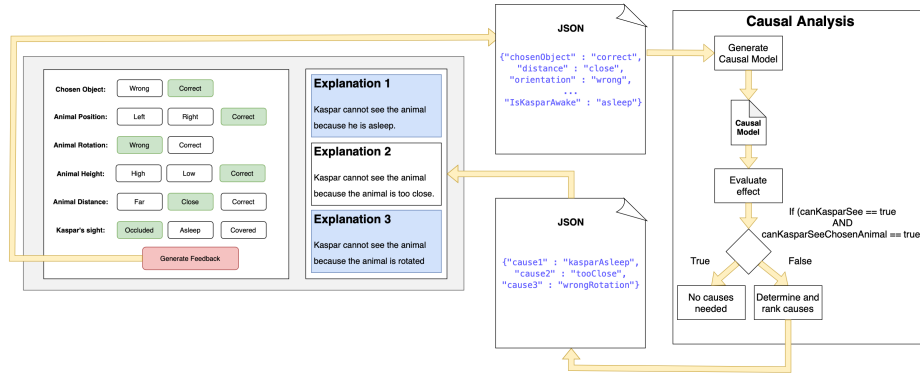 Chosen Object: Wrong Correct
Animal Position: Left Right Correct
Animal Rotation: Wrong Correct
Animal Height: High Low Correct
Animal Distance: Far Close Correct
Kaspar's sight: Occluded Asleep Covered
Generate Feedback
Explanation 1
Kaspar cannot see the animal
because he is asleep.
Explanation 2
Kaspar cannot see the animal
because the animal is too close.
Explanation 3
Kaspar cannot see the animal
because the animal is rotated
JSON
{"chosenObject" : "correct",
"distance" : "close",
"orientation" : "wrong",
...
"IsKasparAwake" : "asleep"}
JSON
{"cause1" : "kasparAsleep",
"cause2" : "tooClose",
"cause3" : "wrongRotation"}
Causal Analysis
Generate
Causal Model
Causal
Model
Evaluate
effect
If (canKasparSee == true
AND
canKasparSeeChosenAnimal == true)
True
False
No causes
needed
Determine and
rank causes